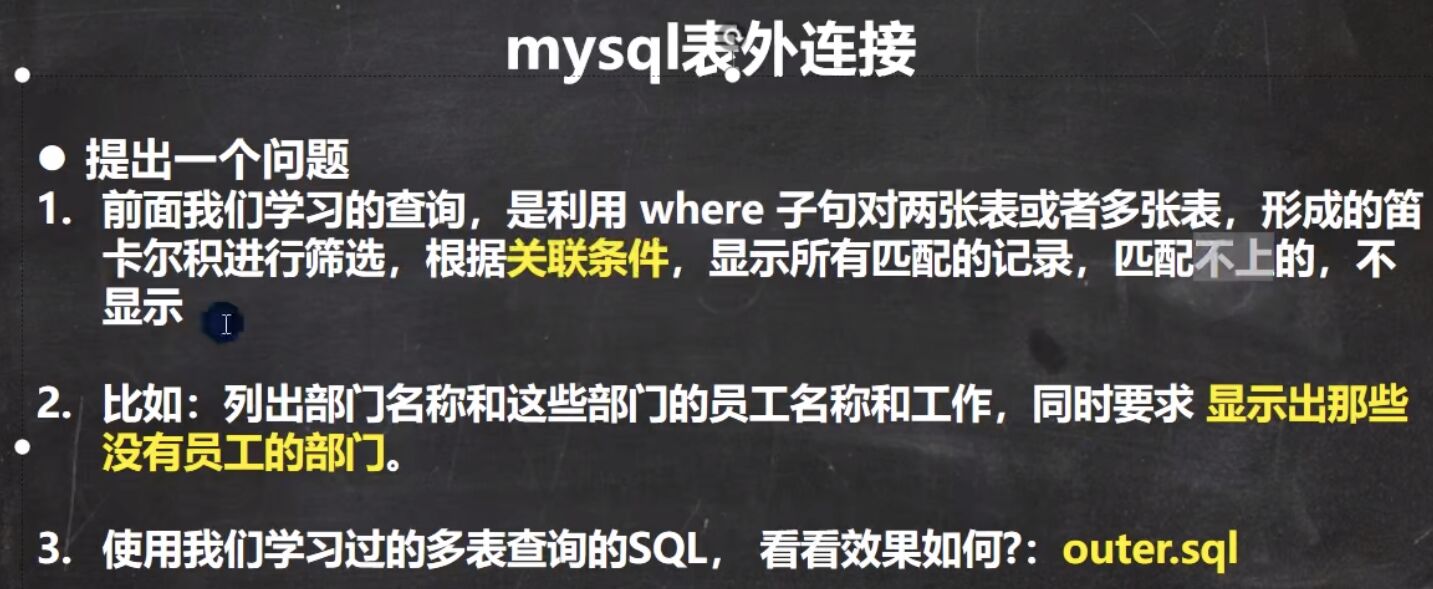 mysql表外连接
● 提出一个问题
1. 前面我们学习的查询，是利用 where 子句对两张表或者多张表，形成的笛
卡尔积进行筛选，根据关联条件，显示所有匹配的记录，匹配不上的，不
显示
2. 比如：列出部门名称和这些部门的员工名称和工作，同时要求 显示出那些
没有员工的部门。
3. 使用我们学习过的多表查询的SQL， 看看效果如何?：outer.sql